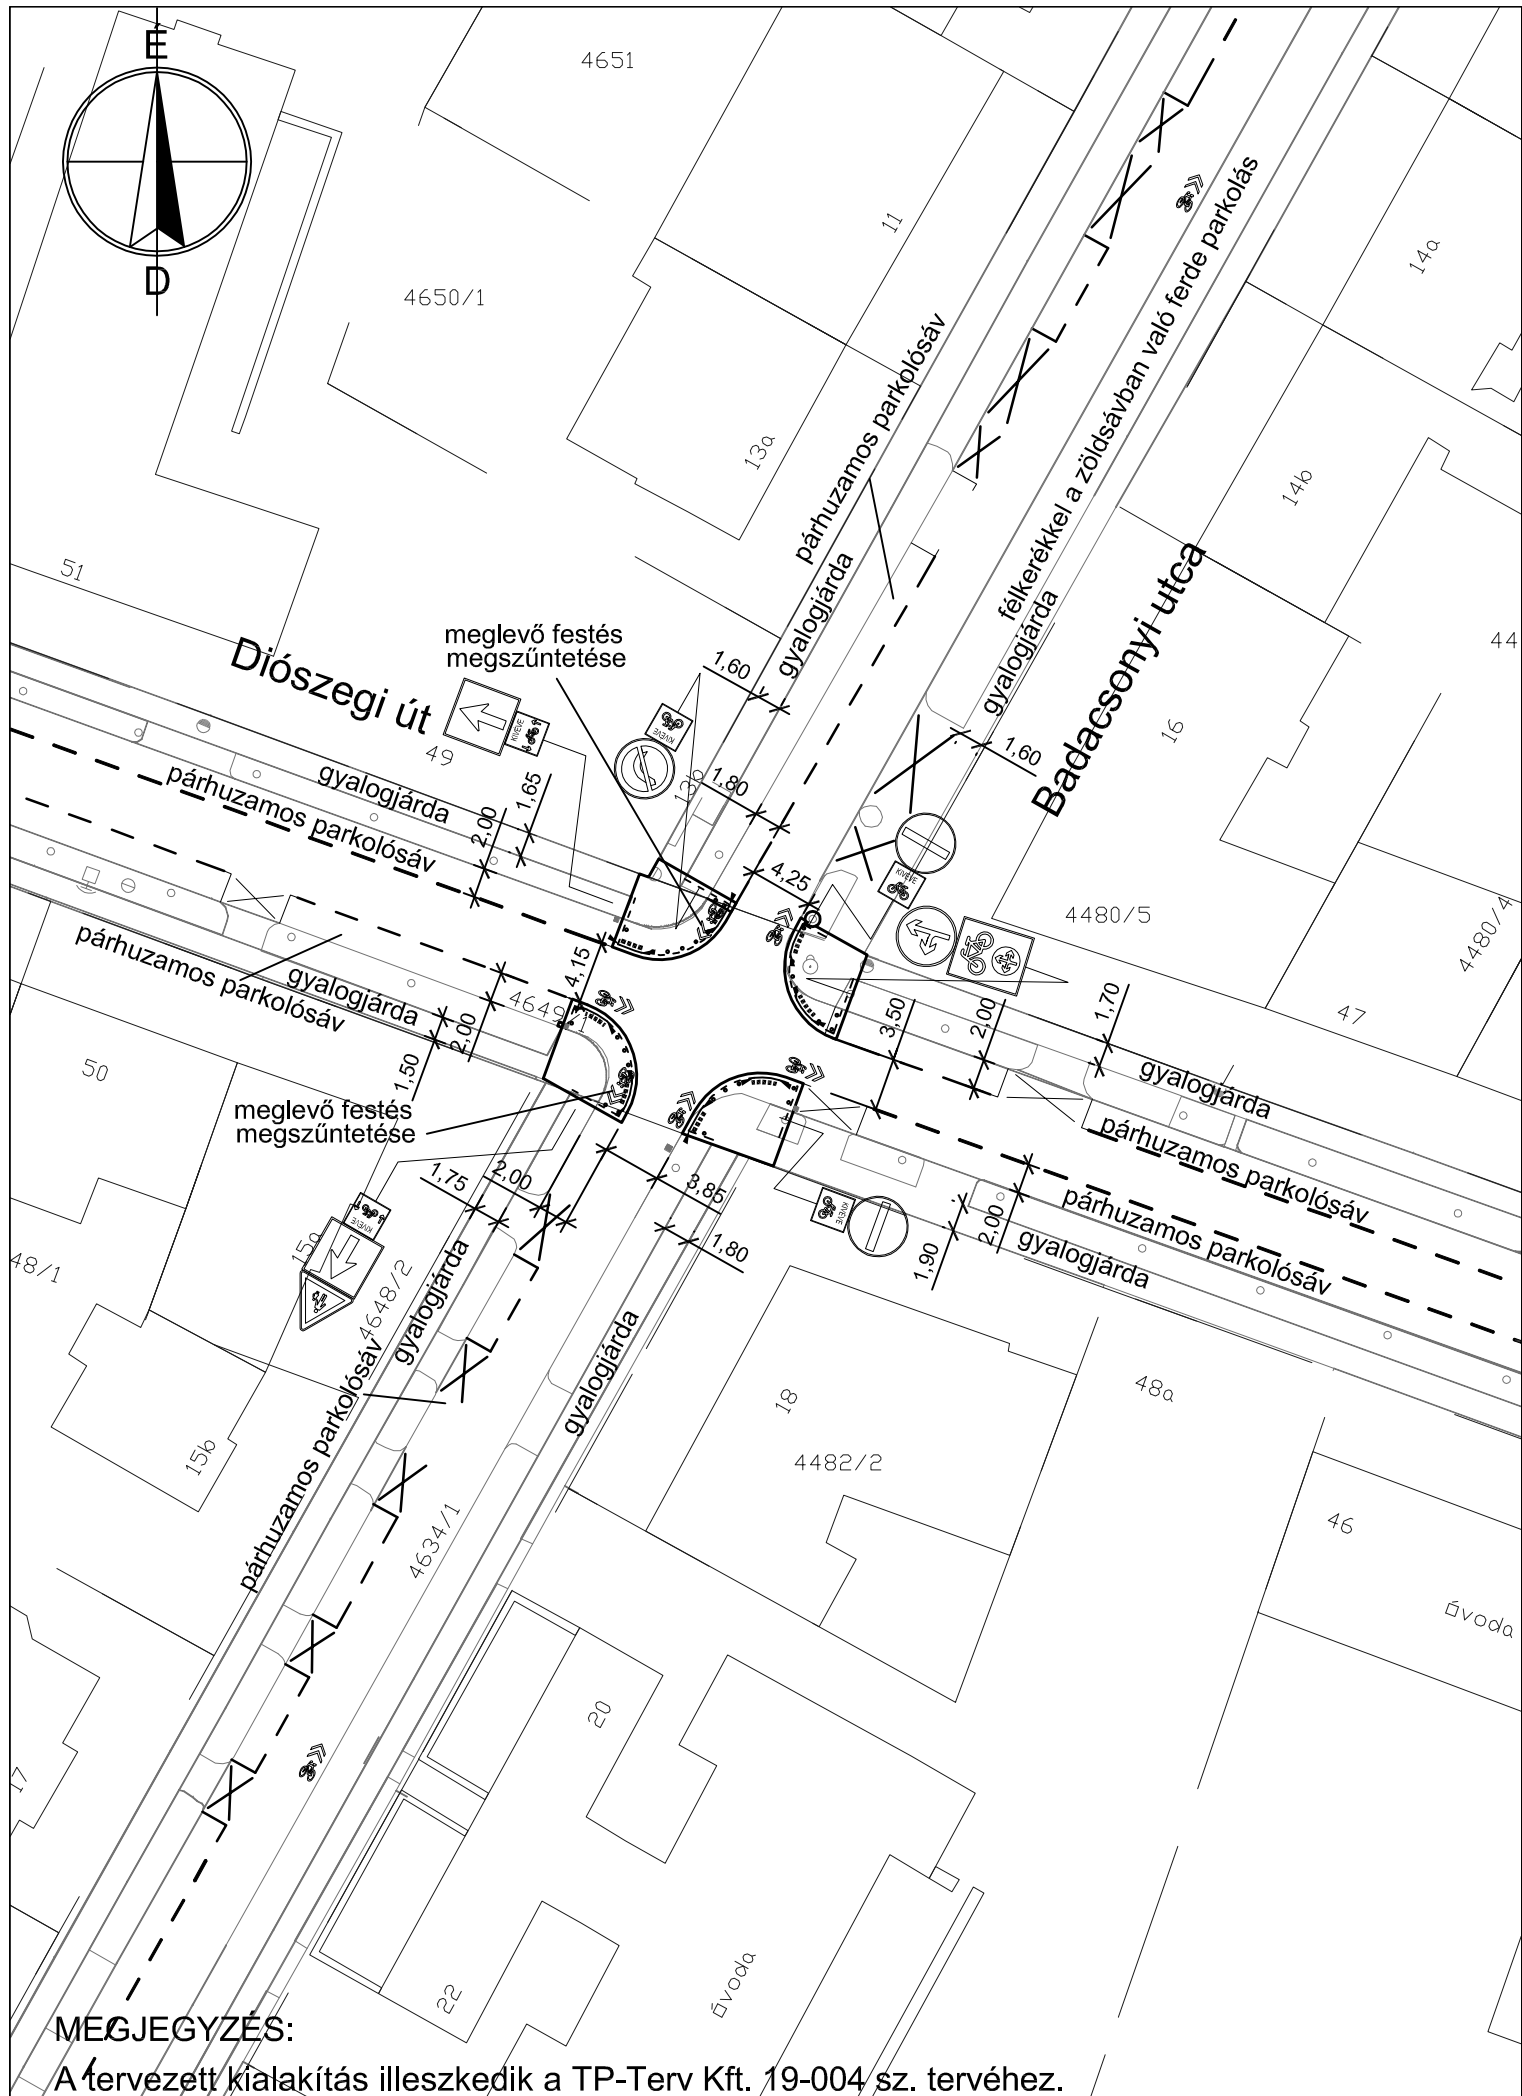 É
D
4651
4650/1
11
13a
14a
14b
44
16
51
Diószegi út
49
meglevő festés
megszűntetése
1,60
párhuzamos parkolósáv
gyalogjárda
félkerékkel a zöldsávban való ferde parkolás
gyalogjárda
Badacsonyi utca
1,60
KIVÉVE
KIVÉVE
13b
1,80
gyalogjárda
párhuzamos parkolósáv
2,00
1,65
4,25
KIVÉVE
4480/5
4480/4
47
párhuzamos parkolósáv
gyalogjárda
4,15
4649/1
2,00
1,50
3,50
2,00
1,70
gyalogjárda
párhuzamos parkolósáv
50
meglevő festés
megszűntetése
1,75
2,00
3,85
1,80
KIVÉVE
KIVÉVE
1,90
2,00
párhuzamos parkolósáv
gyalogjárda
48/1
15a
4648/2
gyalogjárda
párhuzamos parkolósáv
gyalogjárda
15b
4634/1
18
4482/2
48a
46
óvoda
17
20
22
óvoda
MEGJEGYZÉS:
A tervezett kialakítás illeszkedik a TP-Terv Kft. 19-004 sz. tervéhez.